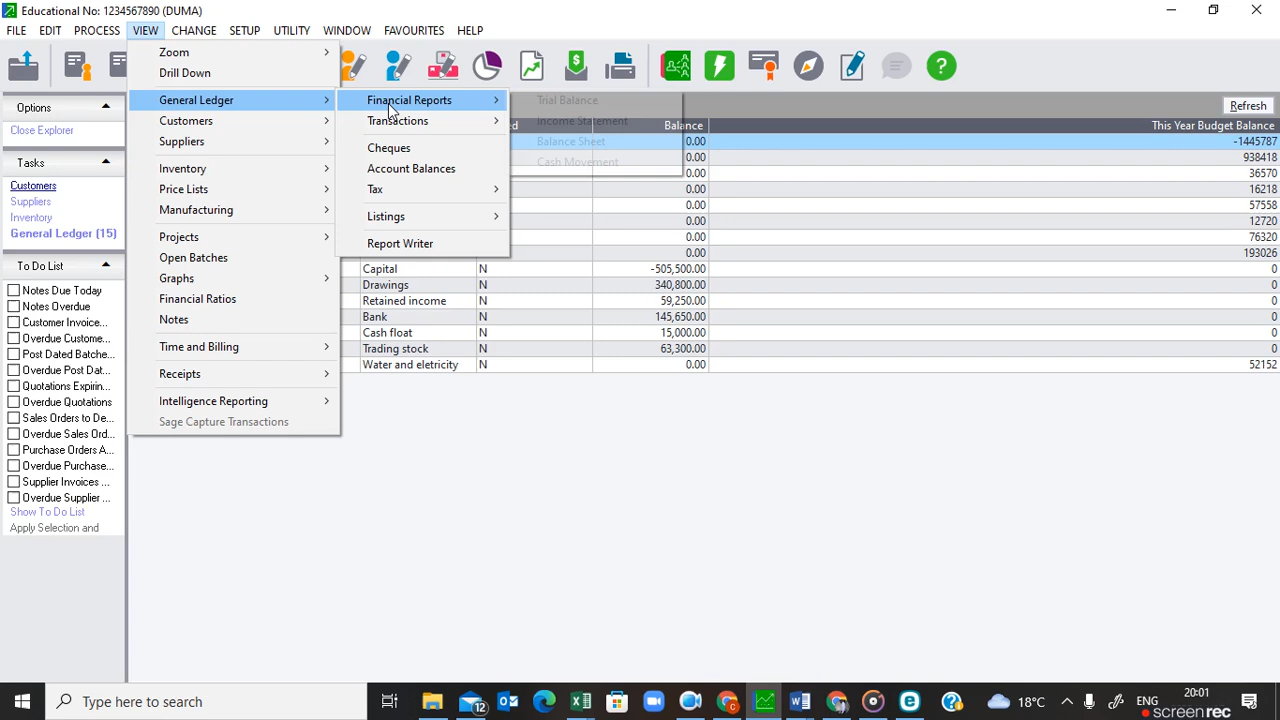 Educational No: 1234567890 (DUMA)
FILE EDIT PROCESS VIEW CHANGE SETUP UTILITY WINDOW FAVOURITES HELP
Options
Close Explorer
Tasks
Customers
Suppliers
Inventory
General Ledger (15)
To Do List
Notes Due Today
Notes Overdue
Customer Invoice...
Overdue Custome...
Post Dated Batche...
Overdue Post Dat...
Quotations Expirin...
Overdue Quotations
Sales Orders to De...
Overdue Sales Ord...
Purchase Orders A...
Overdue Purchase...
Supplier Invoices ...
Overdue Supplier ...
Show To Do List
Apply Selection and
Zoom
Drill Down
General Ledger
Customers
Suppliers
Inventory
Price Lists
Manufacturing
Projects
Open Batches
Graphs
Financial Ratios
Notes
Time and Billing
Receipts
Intelligence Reporting
Sage Capture Transactions
Financial Reports
Transactions
Cheques
Account Balances
Tax
Listings
Report Writer
Trial Balance
Income Statement
Balance Sheet
Cash Movement
Refresh
Balance This Year Budget Balance
0.00 -1445787
0.00 938418
0.00 36570
0.00 16218
0.00 57558
0.00 12720
0.00 76320
0.00 193026
Capital N -505,500.00 0
Drawings N 340,800.00 0
Retained income N 59,250.00 0
Bank N 145,650.00 0
Cash float N 15,000.00 0
Trading stock N 63,300.00 0
Water and eletricity N 0.00 52152
Type here to search
12
18°C
ENG
20:01
SCREENREC